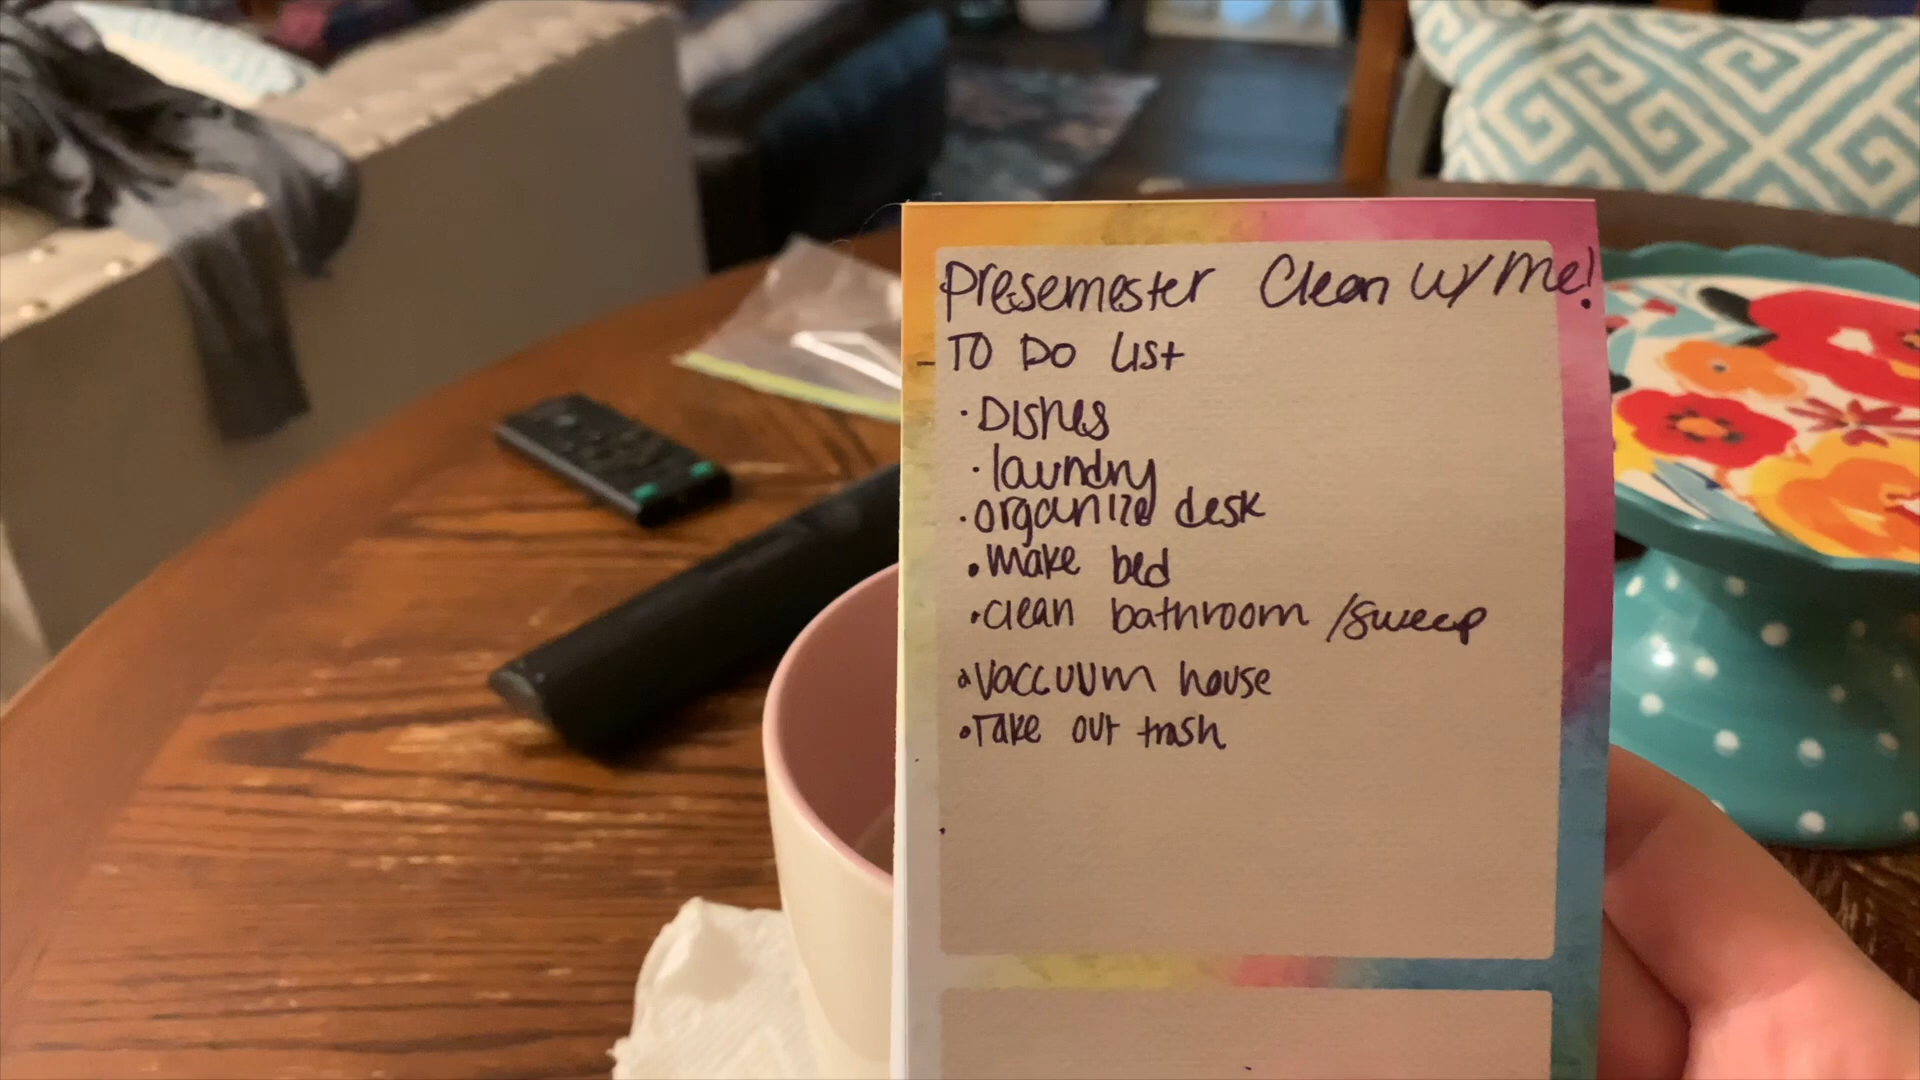 Presemester Clean w/ Me!
- TO DO LIST
· Dishes
· laundry
· organize desk
· make bed
· clean bathroom /sweep
· Vaccuum house
· Take out trash